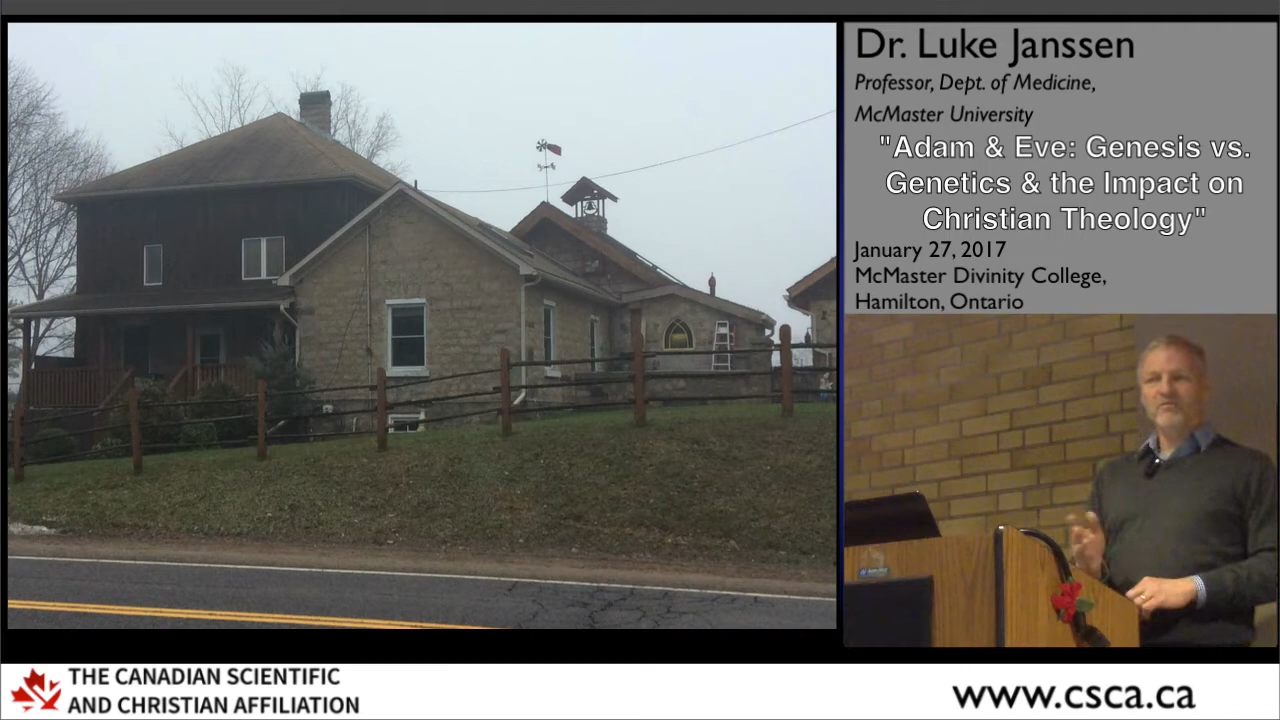 Dr. Luke Janssen
Professor, Dept. of Medicine,
McMaster University
"Adam & Eve: Genesis vs.
Genetics & the Impact on
Christian Theology"
January 27, 2017
McMaster Divinity College,
Hamilton, Ontario
THE CANADIAN SCIENTIFIC
AND CHRISTIAN AFFILIATION
www.csca.ca